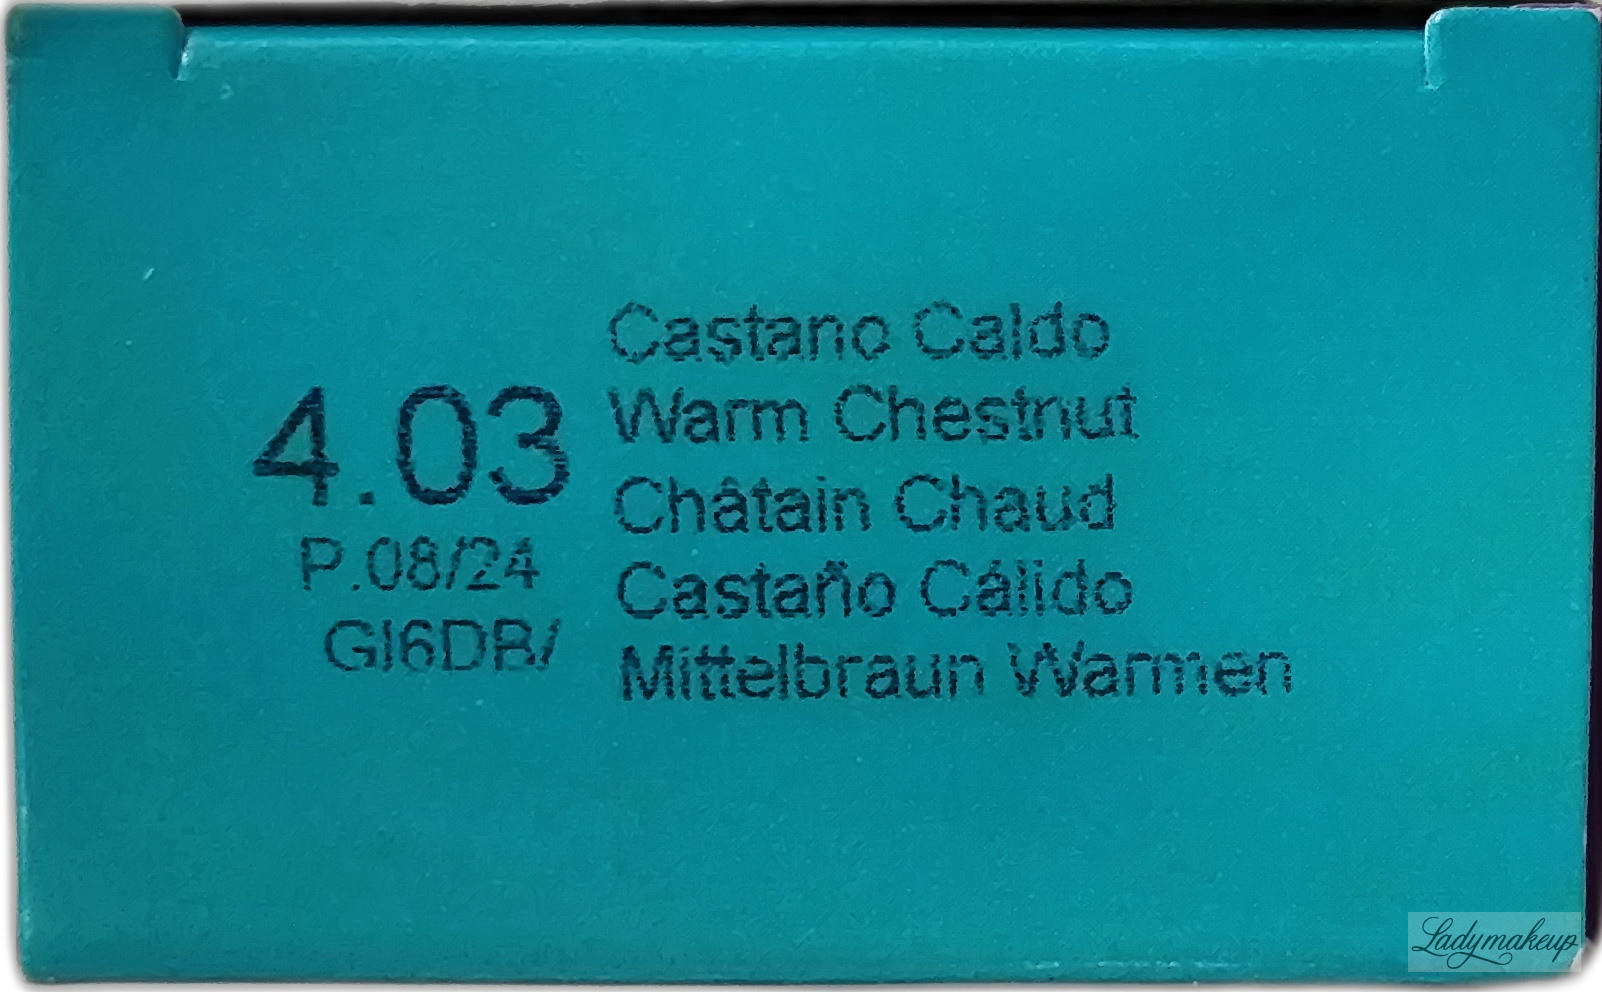 4.03
P.08/24
GI6DB/
Castano Caldo
Warm Chestnut
Châtain Chaud
Castaño Cálido
Mittelbraun Warmen
Ladymakeup